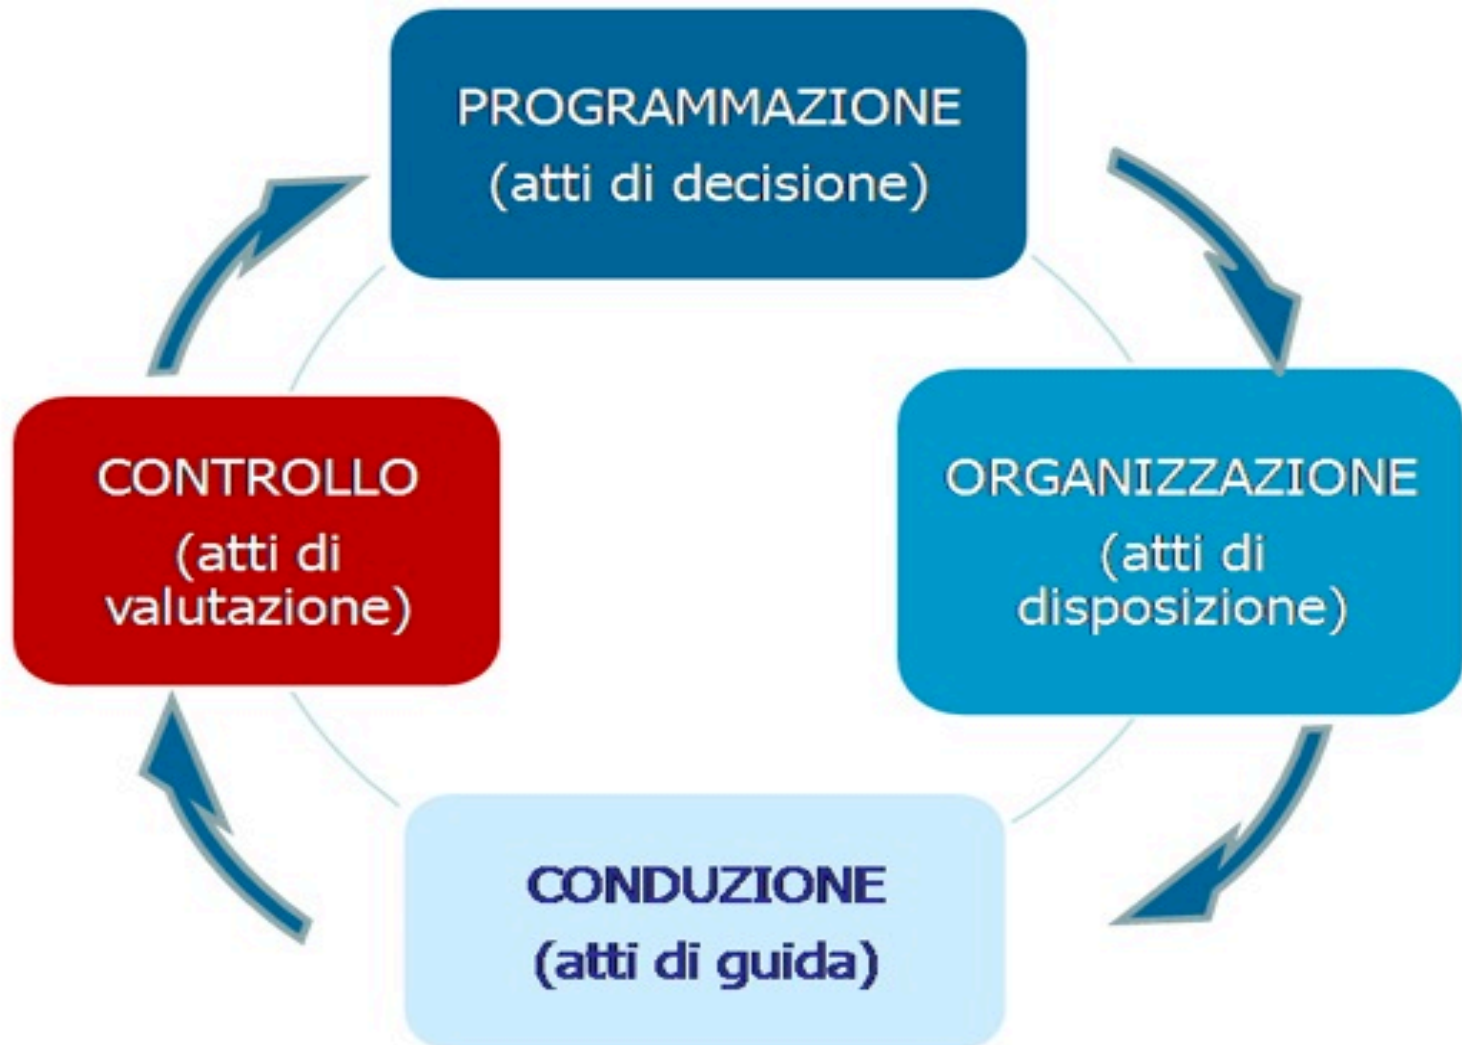 PROGRAMMAZIONE
(atti di decisione)
CONTROLLO
(atti di
valutazione)
ORGANIZZAZIONE
(atti di
disposizione)
CONDUZIONE
(atti di guida)